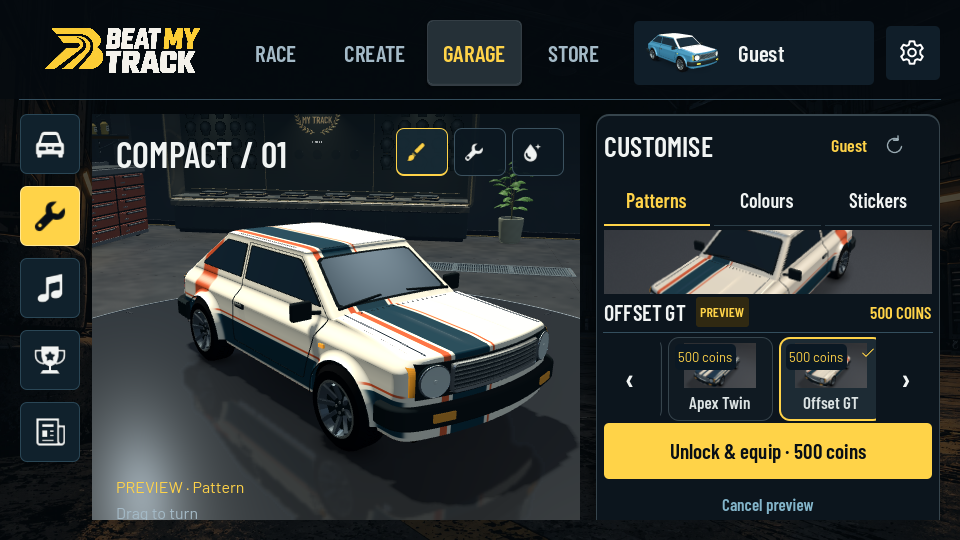 BEAT MY TRACK
RACE
CREATE
GARAGE
STORE
Guest
COMPACT / 01
MY TRACK
CUSTOMISE
Guest
Patterns
Colours
Stickers
OFFSET GT
PREVIEW
500 COINS
500 coins
Apex Twin
500 coins
Offset GT
Unlock & equip · 500 coins
Cancel preview
PREVIEW · Pattern
Drag to turn